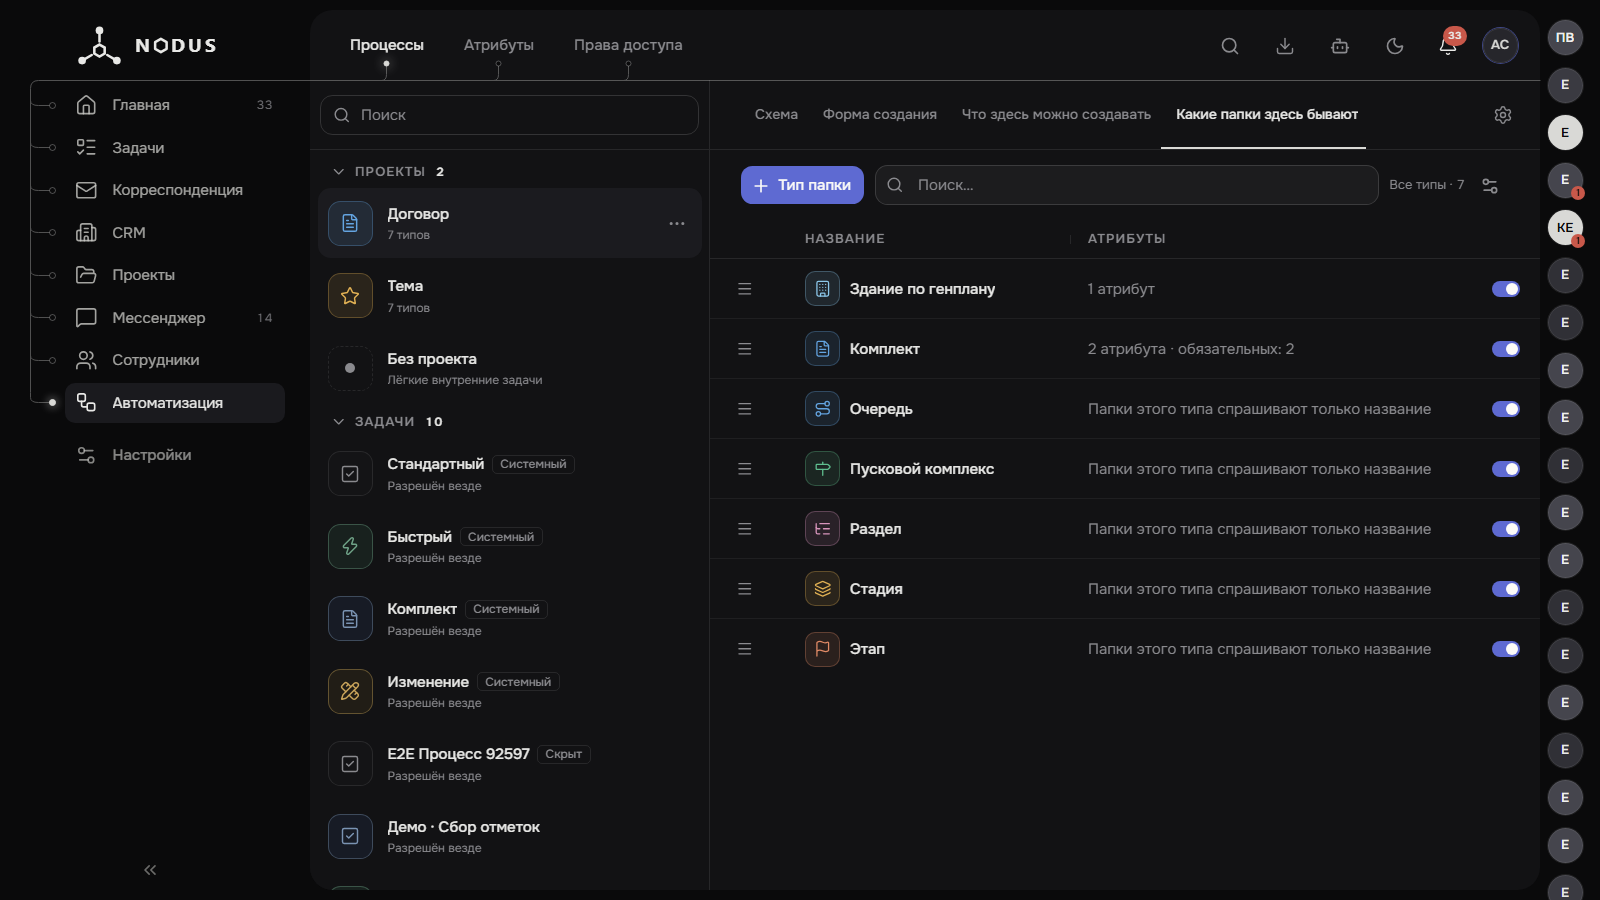 NODUS
Процессы
Атрибуты
Права доступа
33
АС
Главная 33
Задачи
Корреспонденция
CRM
Проекты
Мессенджер 14
Сотрудники
Автоматизация
Настройки
Поиск
ПРОЕКТЫ 2
Договор
7 типов
Тема
7 типов
Без проекта
Лёгкие внутренние задачи
ЗАДАЧИ 10
Стандартный Системный
Разрешён везде
Быстрый Системный
Разрешён везде
Комплект Системный
Разрешён везде
Изменение Системный
Разрешён везде
E2E Процесс 92597 Скрыт
Разрешён везде
Демо · Сбор отметок
Разрешён везде
Схема
Форма создания
Что здесь можно создавать
Какие папки здесь бывают
Тип папки
Поиск...
Все типы · 7
НАЗВАНИЕ АТРИБУТЫ
Здание по генплану 1 атрибут
Комплект 2 атрибута · обязательных: 2
Очередь Папки этого типа спрашивают только название
Пусковой комплекс Папки этого типа спрашивают только название
Раздел Папки этого типа спрашивают только название
Стадия Папки этого типа спрашивают только название
Этап Папки этого типа спрашивают только название
ПВ
Е
Е
Е
1
КЕ
1
Е
Е
Е
Е
Е
Е
Е
Е
Е
Е
Е
Е
Е
Е